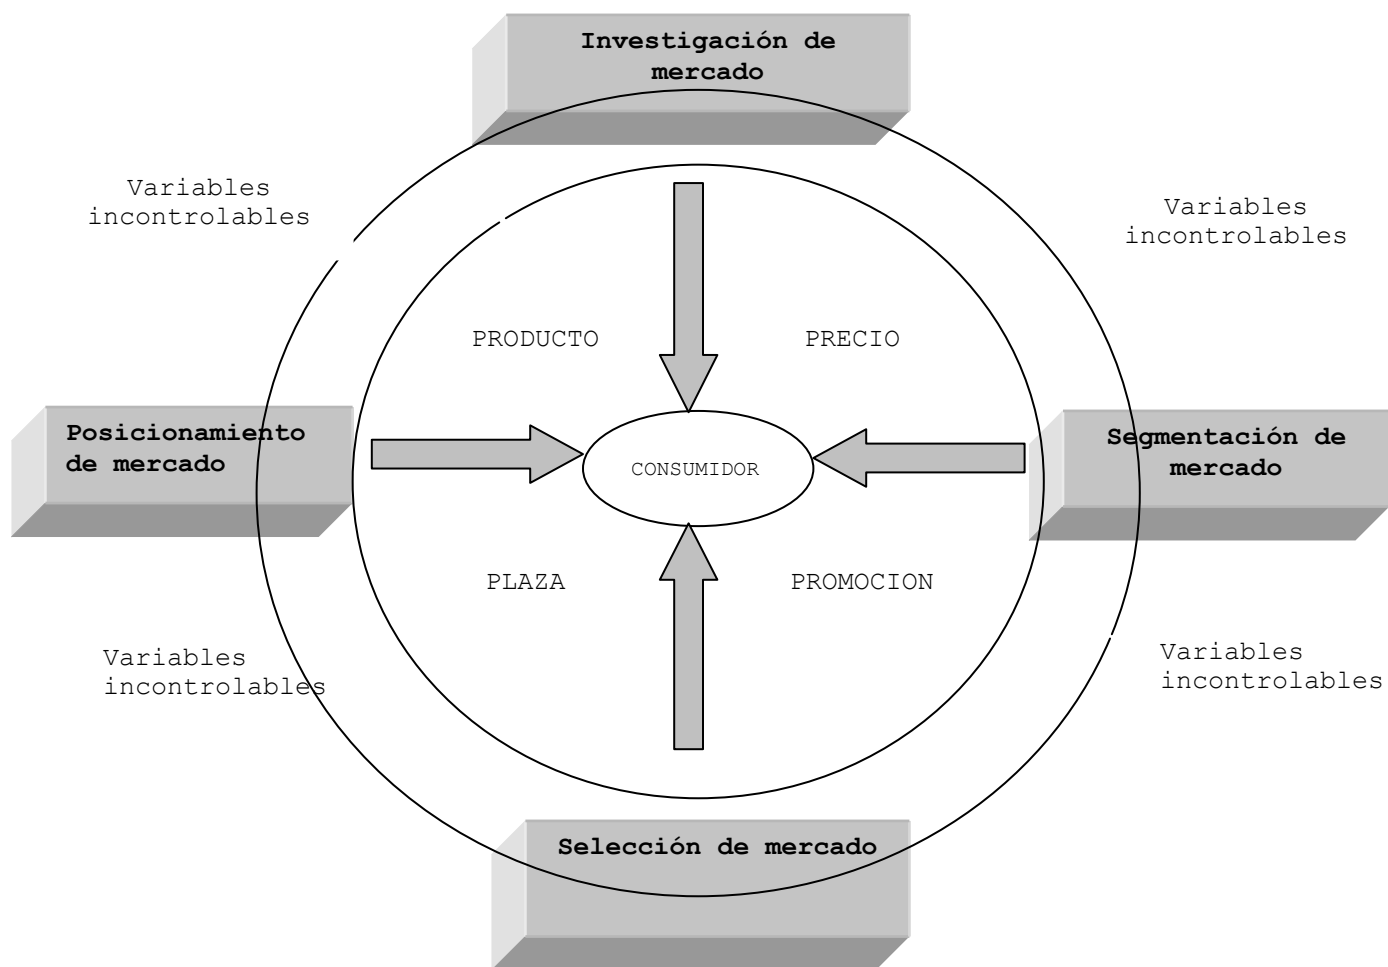 Investigación de
mercado
Variables
incontrolables
Variables
incontrolables
PRODUCTO
PRECIO
Posicionamiento
de mercado
CONSUMIDOR
Segmentación de
mercado
PLAZA
PROMOCION
Variables
incontrolables
Variables
incontrolables
Selección de mercado